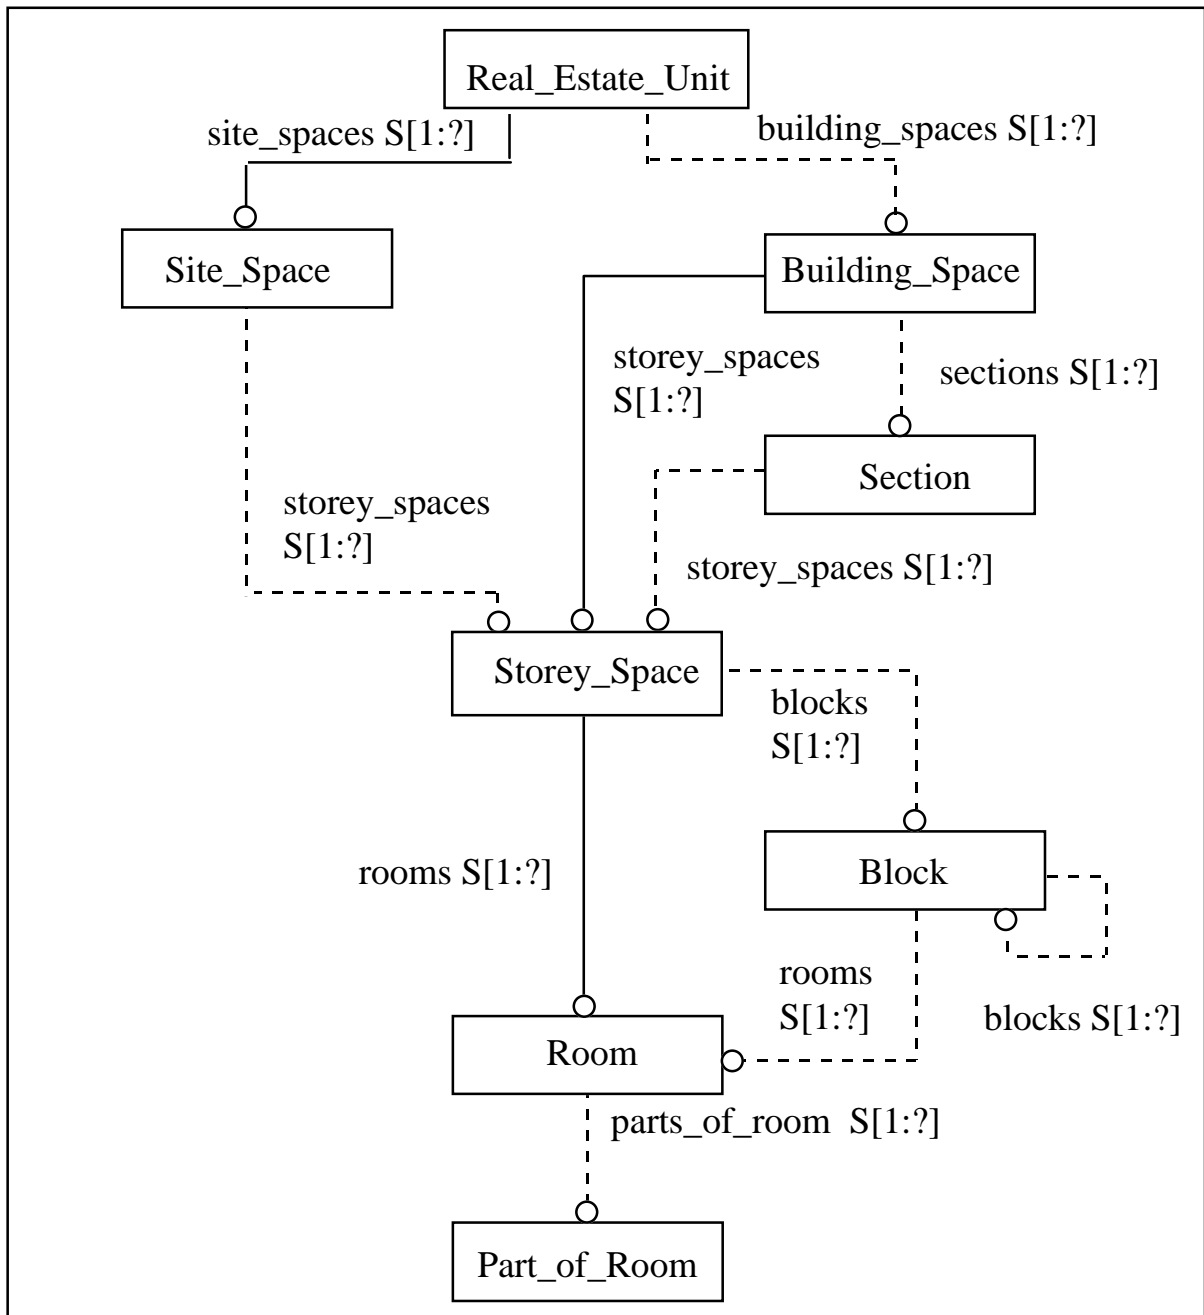 Real_Estate_Unit
site_spaces S[1:?]
building_spaces S[1:?]
Site_Space
Building_Space
storey_spaces
S[1:?]
sections S[1:?]
Section
storey_spaces
S[1:?]
storey_spaces S[1:?]
Storey_Space
blocks
S[1:?]
rooms S[1:?]
Block
rooms
S[1:?]
blocks S[1:?]
Room
parts_of_room  S[1:?]
Part_of_Room